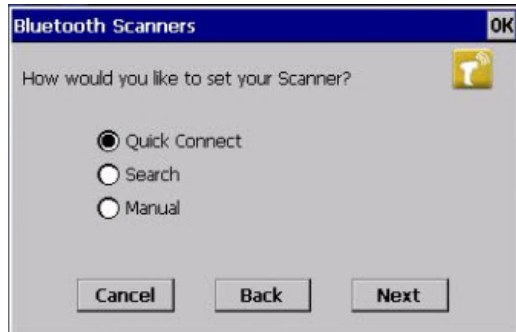 Bluetooth Scanners OK
How would you like to set your Scanner?
Quick Connect
Search
Manual
Cancel Back Next